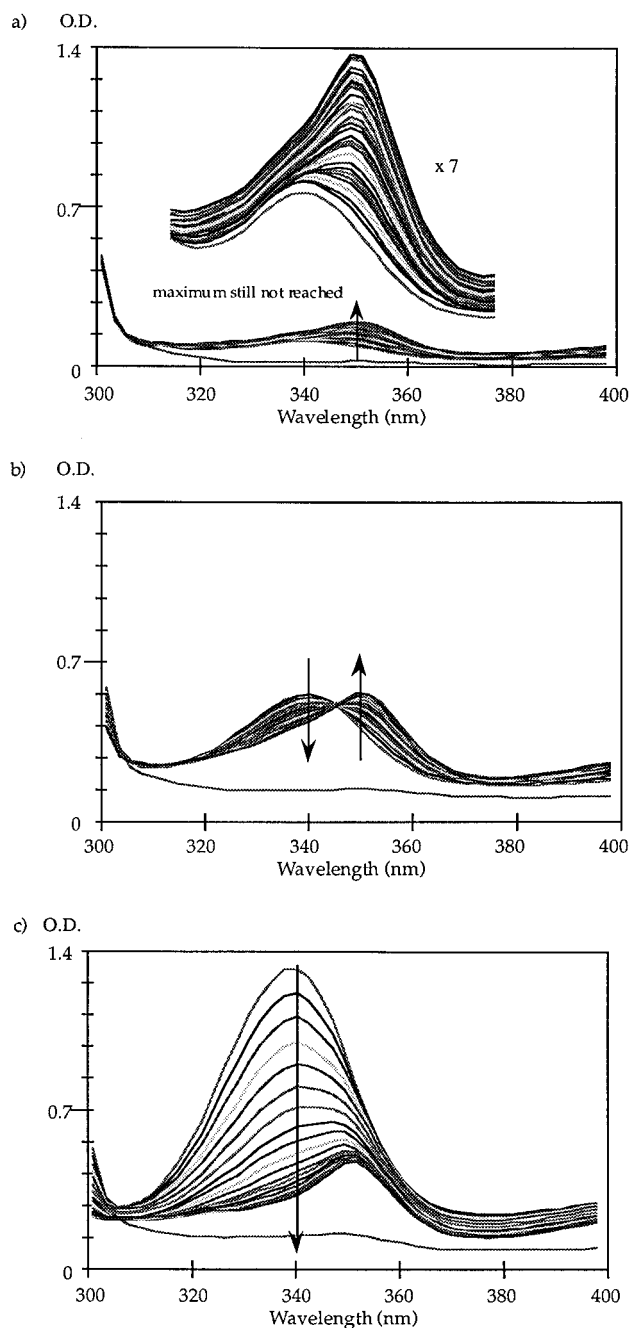 a) O.D.
1.4
x 7
0.7
maximum still not reached
0
300 320 340 360 380 400
Wavelength (nm)
b) O.D.
1.4
0.7
0
300 320 340 360 380 400
Wavelength (nm)
c) O.D.
1.4
0.7
0
300 320 340 360 380 400
Wavelength (nm)